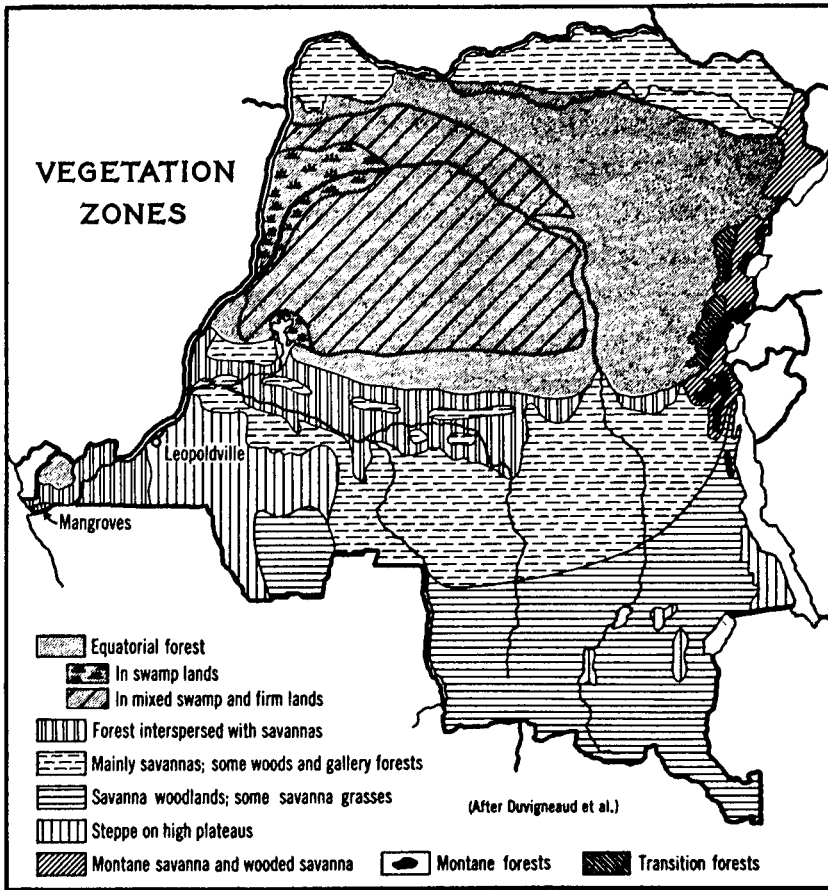 VEGETATION
ZONES
Leopoldville
Mangroves
Equatorial forest
In swamp lands
In mixed swamp and firm lands
Forest interspersed with savannas
Mainly savannas; some woods and gallery forests
Savanna woodlands; some savanna grasses
(After Duvigneaud et al.)
Steppe on high plateaus
Montane savanna and wooded savanna
Montane forests
Transition forests